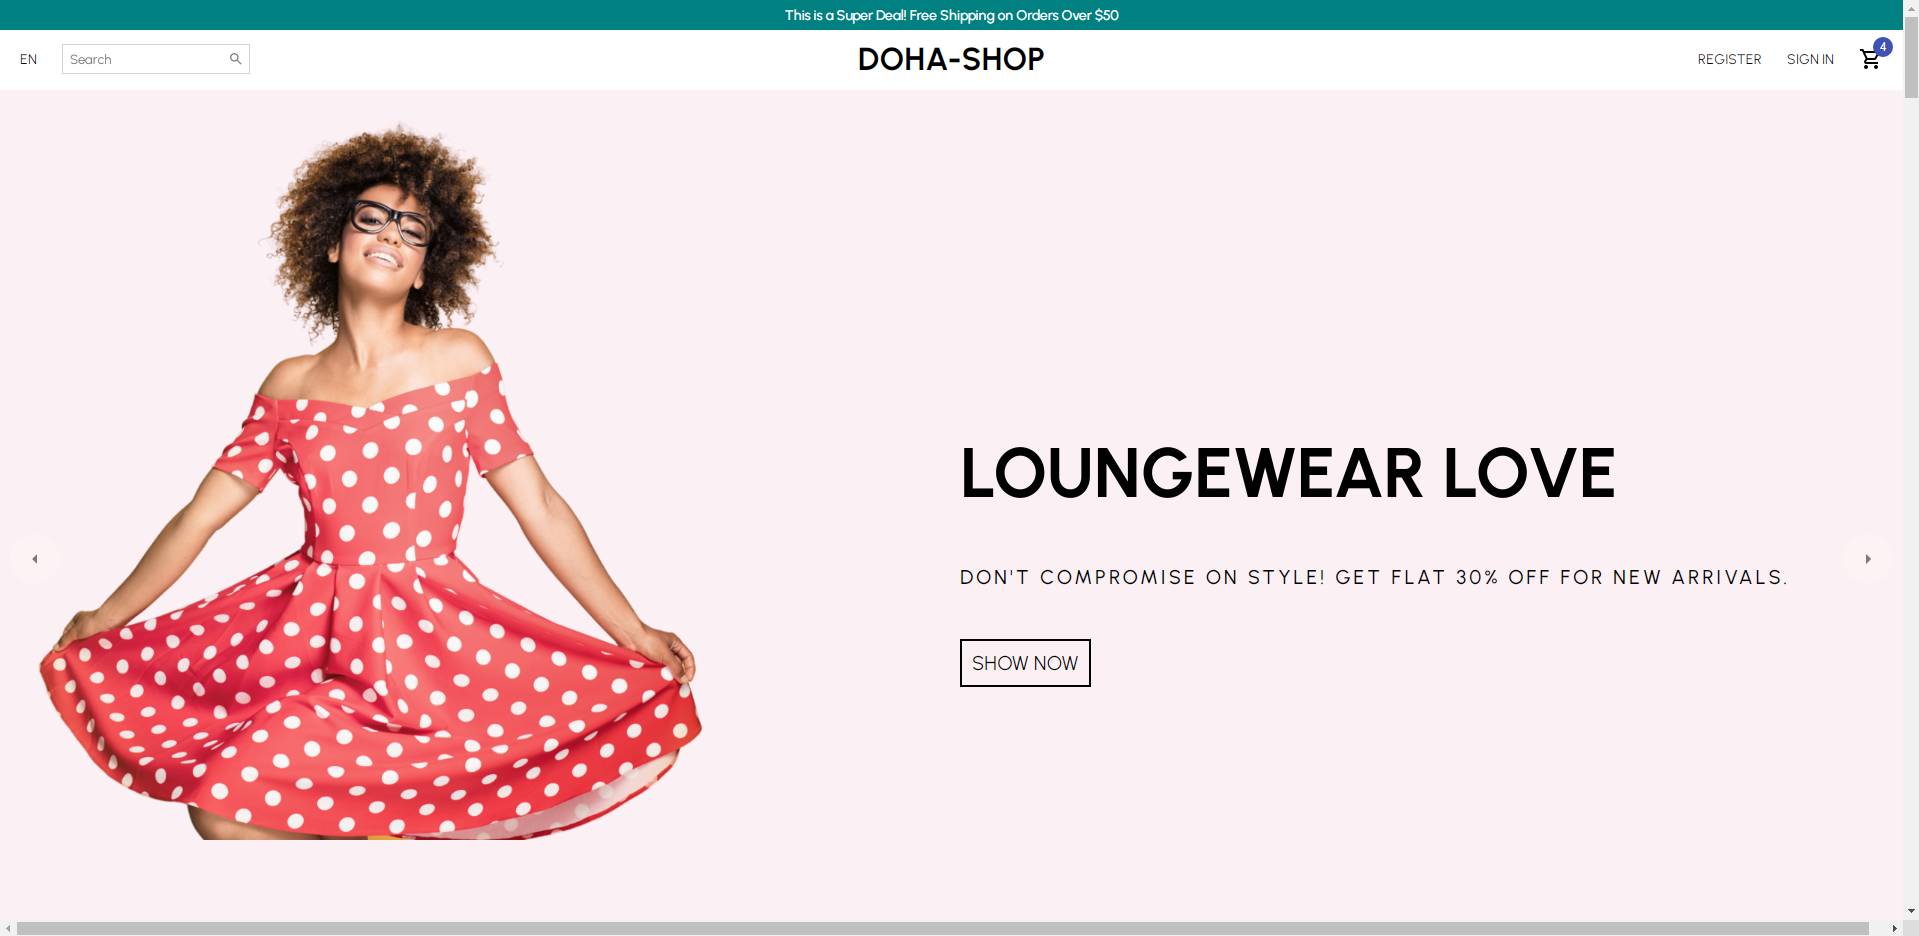 This is a Super Deal! Free Shipping on Orders Over $50
EN
Search
DOHA-SHOP
REGISTER
SIGN IN
4
LOUNGEWEAR LOVE
DON'T COMPROMISE ON STYLE! GET FLAT 30% OFF FOR NEW ARRIVALS.
SHOW NOW